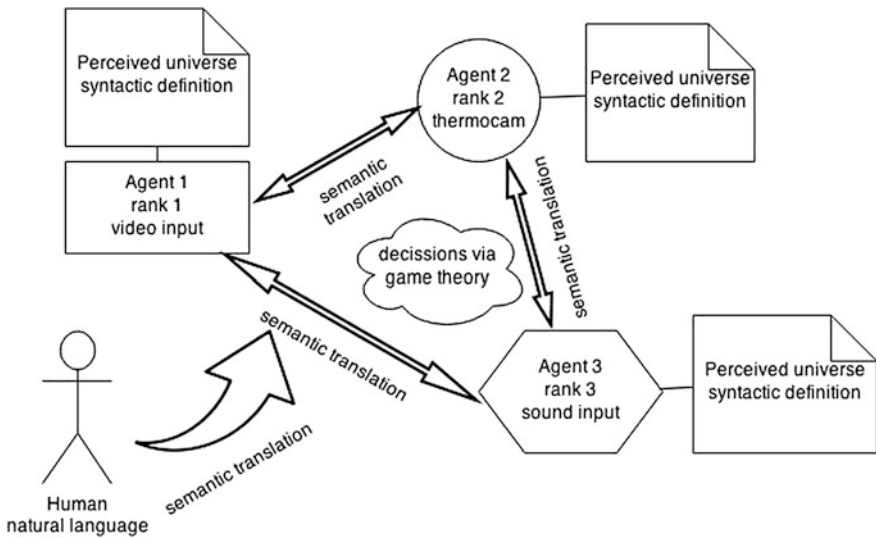 Perceived universe
syntactic definition
Agent 1
rank 1
video input
Agent 2
rank 2
thermocam
Perceived universe
syntactic definition
semantic
translation
semantic translation
decissions via
game theory
semantic translation
Agent 3
rank 3
sound input
Perceived universe
syntactic definition
semantic translation
Human
natural language